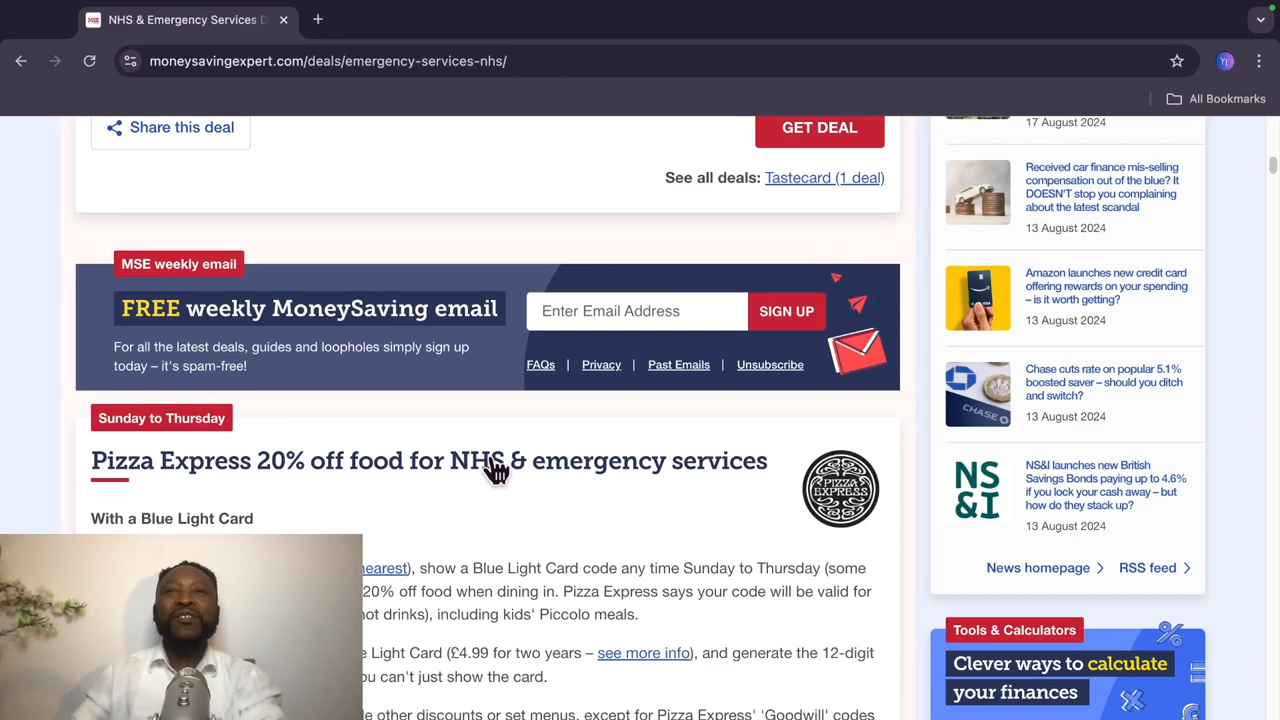 NHS & Emergency Services D
moneysavingexpert.com/deals/emergency-services-nhs/
All Bookmarks
Share this deal
GET DEAL
See all deals: Tastecard (1 deal)
MSE weekly email
FREE weekly MoneySaving email
For all the latest deals, guides and loopholes simply sign up
today – it's spam-free!
Enter Email Address
SIGN UP
FAQs | Privacy | Past Emails | Unsubscribe
Sunday to Thursday
Pizza Express 20% off food for NHS & emergency services
PIZZA EXPRESS
With a Blue Light Card
nearest), show a Blue Light Card code any time Sunday to Thursday (some
20% off food when dining in. Pizza Express says your code will be valid for
not drinks), including kids' Piccolo meals.
e Light Card (£4.99 for two years – see more info), and generate the 12-digit
ou can't just show the card.
de other discounts or set menus, except for Pizza Express' 'Goodwill' codes
17 August 2024
Received car finance mis-selling
compensation out of the blue? It
DOESN'T stop you complaining
about the latest scandal
13 August 2024
Amazon launches new credit card
offering rewards on your spending
– is it worth getting?
13 August 2024
Chase cuts rate on popular 5.1%
boosted saver – should you ditch
and switch?
13 August 2024
CHASE
NS&I launches new British
Savings Bonds paying up to 4.6%
if you lock your cash away – but
how do they stack up?
13 August 2024
NS
&I
News homepage
RSS feed
Tools & Calculators
Clever ways to calculate
your finances